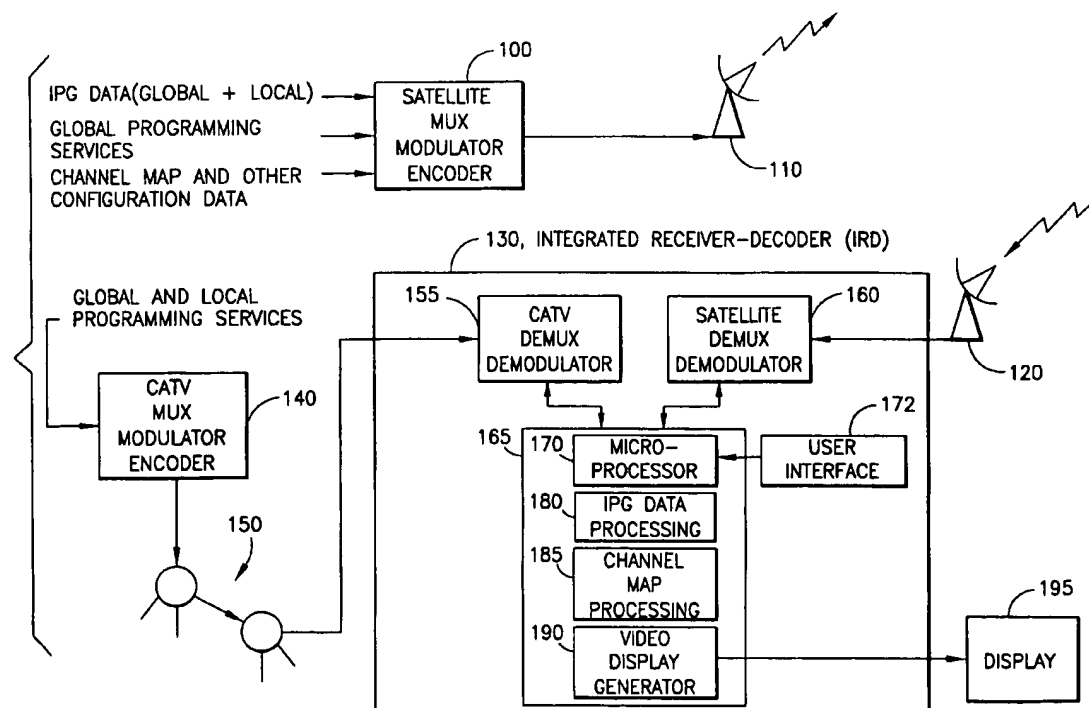 100
IPG DATA(GLOBAL + LOCAL)
GLOBAL PROGRAMMING
SERVICES
CHANNEL MAP AND OTHER
CONFIGURATION DATA
SATELLITE
MUX
MODULATOR
ENCODER
110
130, INTEGRATED RECEIVER-DECODER (IRD)
GLOBAL AND LOCAL
PROGRAMMING SERVICES
155
CATV
DEMUX
DEMODULATOR
SATELLITE
DEMUX
DEMODULATOR
160
120
CATV
MUX
MODULATOR
ENCODER
140
165
170
MICRO-
PROCESSOR
172
USER
INTERFACE
180
IPG DATA
PROCESSING
150
185
CHANNEL
MAP
PROCESSING
190
VIDEO
DISPLAY
GENERATOR
195
DISPLAY